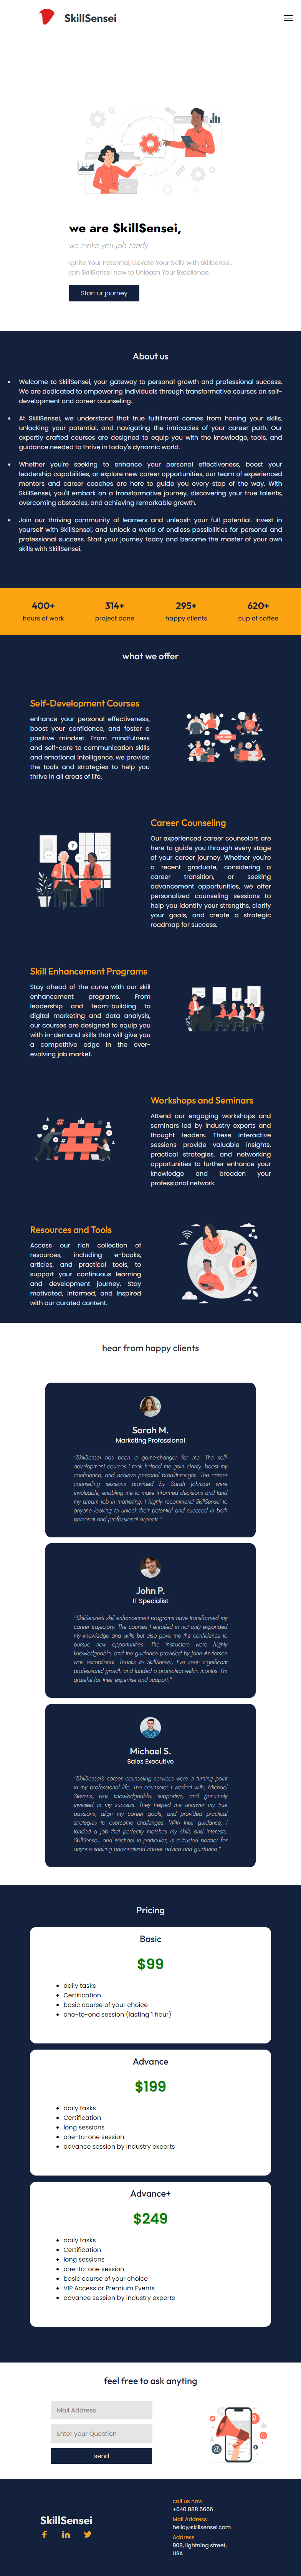 SkillSensei
we are SkillSensei,
we make you job ready
Ignite Your Potential, Elevate Your Skills with SkillSensei.
join SkillSensei now to Unleash Your Excellence.
Start ur journey
About us
Welcome to SkillSensei, your gateway to personal growth and professional success.
We are dedicated to empowering individuals through transformative courses on self-
development and career counseling.
At SkillSensei, we understand that true fulfillment comes from honing your skills,
unlocking your potential, and navigating the intricacies of your career path. Our
expertly crafted courses are designed to equip you with the knowledge, tools, and
guidance needed to thrive in today's dynamic world.
Whether you're seeking to enhance your personal effectiveness, boost your
leadership capabilities, or explore new career opportunities, our team of experienced
mentors and career coaches are here to guide you every step of the way. With
SkillSensei, you'll embark on a transformative journey, discovering your true talents,
overcoming obstacles, and achieving remarkable growth.
Join our thriving community of learners and unleash your full potential. Invest in
yourself with SkillSensei, and unlock a world of endless possibilities for personal and
professional success. Start your journey today and become the master of your own
skills with SkillSensei.
400+
hours of work
314+
project done
295+
happy clients
620+
cup of coffee
what we offer
Self-Development Courses
enhance your personal effectiveness,
boost your confidence, and foster a
positive mindset. From mindfulness
and self-care to communication skills
and emotional intelligence, we provide
the tools and strategies to help you
thrive in all areas of life.
Career Counseling
Our experienced career counselors are
here to guide you through every stage
of your career journey. Whether you're
a recent graduate, considering a
career transition, or seeking
advancement opportunities, we offer
personalized counseling sessions to
help you identify your strengths, clarify
your goals, and create a strategic
roadmap for success.
Skill Enhancement Programs
Stay ahead of the curve with our skill
enhancement programs. From
leadership and team-building to
digital marketing and data analysis,
our courses are designed to equip you
with in-demand skills that will give you
a competitive edge in the ever-
evolving job market.
Workshops and Seminars
Attend our engaging workshops and
seminars led by industry experts and
thought leaders. These interactive
sessions provide valuable insights,
practical strategies, and networking
opportunities to further enhance your
knowledge and broaden your
professional network.
Resources and Tools
Access our rich collection of
resources, including e-books,
articles, and practical tools, to
support your continuous learning
and development journey. Stay
motivated, informed, and inspired
with our curated content.
hear from happy clients
Sarah M.
Marketing Professional
"SkillSensei has been a game-changer for me. The self-
development courses I took helped me gain clarity, boost my
confidence, and achieve personal breakthroughs. The career
counseling sessions provided by Sarah Johnson were
invaluable, enabling me to make informed decisions and land
my dream job in marketing. I highly recommend SkillSensei to
anyone looking to unlock their potential and succeed in both
personal and professional aspects."
John P.
IT Specialist
"SkillSensei's skill enhancement programs have transformed my
career trajectory. The courses I enrolled in not only expanded
my knowledge and skills but also gave me the confidence to
pursue new opportunities. The instructors were highly
knowledgeable, and the guidance provided by John Anderson
was exceptional. Thanks to SkillSensei, I've seen significant
professional growth and landed a promotion within months. I'm
grateful for their expertise and support."
Michael S.
Sales Executive
"SkillSensei's career counseling services were a turning point
in my professional life. The counselor I worked with, Michael
Stevens, was knowledgeable, supportive, and genuinely
invested in my success. They helped me uncover my true
passions, align my career goals, and provided practical
strategies to overcome challenges. With their guidance, I
landed a job that perfectly matches my skills and interests.
SkillSensei, and Michael in particular, is a trusted partner for
anyone seeking personalized career advice and guidance."
Pricing
Basic
$99
daily tasks
Certification
basic course of your choice
one-to-one session (lasting 1 hour)
Advance
$199
daily tasks
Certification
long sessions
one-to-one session
advance session by industry experts
Advance+
$249
daily tasks
Certification
long sessions
one-to-one session
basic course of your choice
VIP Access or Premium Events
advance session by industry experts
feel free to ask anyting
Mail Address
Enter your Question
send
SkillSensei
call us now
+040 888 6666
Mail Address
hello@skillsensei.com
Address
808, lightning street,
USA